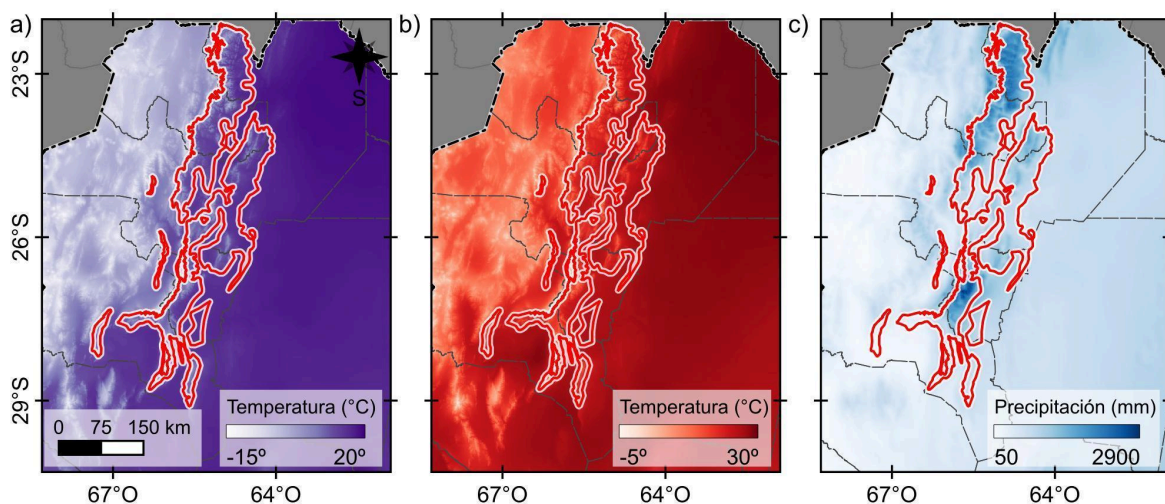 a)
b)
c)
S
23°S
26°S
29°S
0 75 150 km
Temperatura (°C)
-15º 20º
Temperatura (°C)
-5º 30º
Precipitación (mm)
50 2900
67°O 64°O
67°O 64°O
67°O 64°O